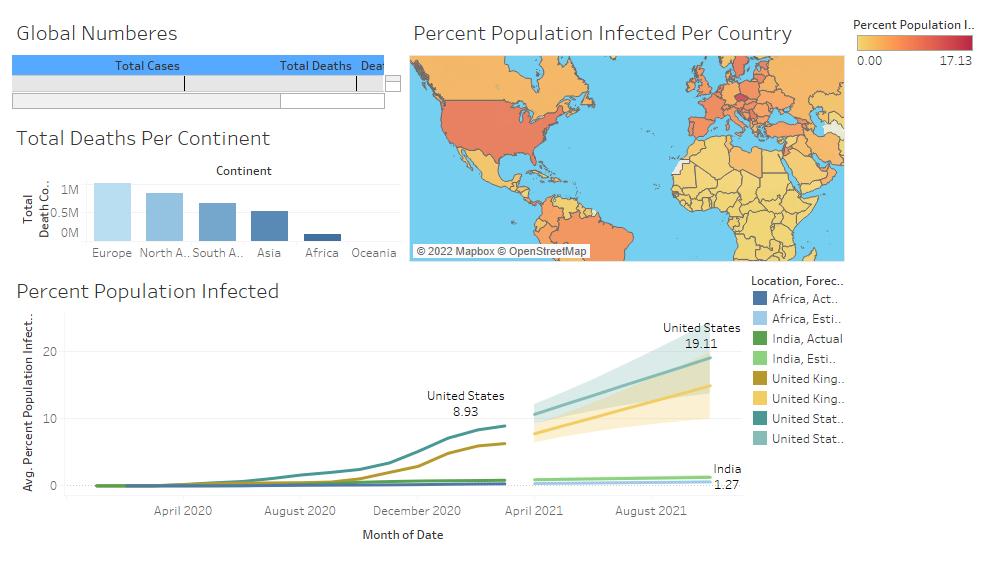 Global Numberes
Total Cases Total Deaths Deat
Total Deaths Per Continent
Continent
Total
Death Co..
1M
0.5M
0M
Europe North A.. South A.. Asia Africa Oceania
Percent Population Infected Per Country
© 2022 Mapbox © OpenStreetMap
Percent Population I..
0.00 17.13
Percent Population Infected
Avg. Percent Population Infect..
20
10
0
United States
8.93
United States
19.11
India
1.27
April 2020 August 2020 December 2020 April 2021 August 2021
Month of Date
Location, Forec..
Africa, Act..
Africa, Esti..
India, Actual
India, Esti..
United King..
United King..
United Stat..
United Stat..